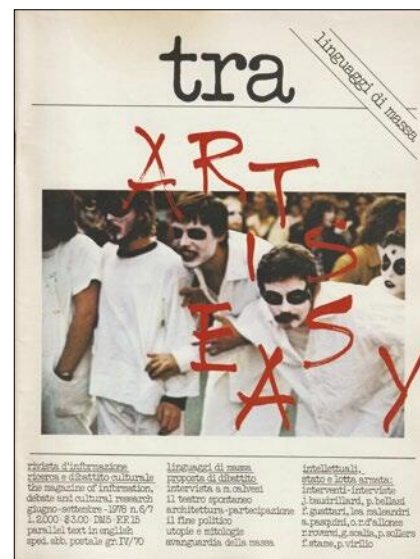 tra
linguaggi di massa
ART
IS
EASY
rivista d'informazione
ricerca e dibattito culturale
the magazine of information,
debate and cultural research
giugno-settembre-1978 n.6/7
l.2.000-$3.00 DM5-F.F.15
parallel text in english
sped. abb. postale gr.IV/70
linguaggi di massa
proposta di dibattito
intervista a m.calvesi
il teatro spontaneo
architettura-partecipazione
il fine politico
utopie e mitologie
avanguardia della massa
intellettuali,
stato e lotta armata:
interventi-interviste
j.baudrillard, p.bellasi
f.guattari, lea melandri
a.pasquini, o.r.d'allones
r.roversi, g.scalia, p.sollers
f.stame, p.virilio